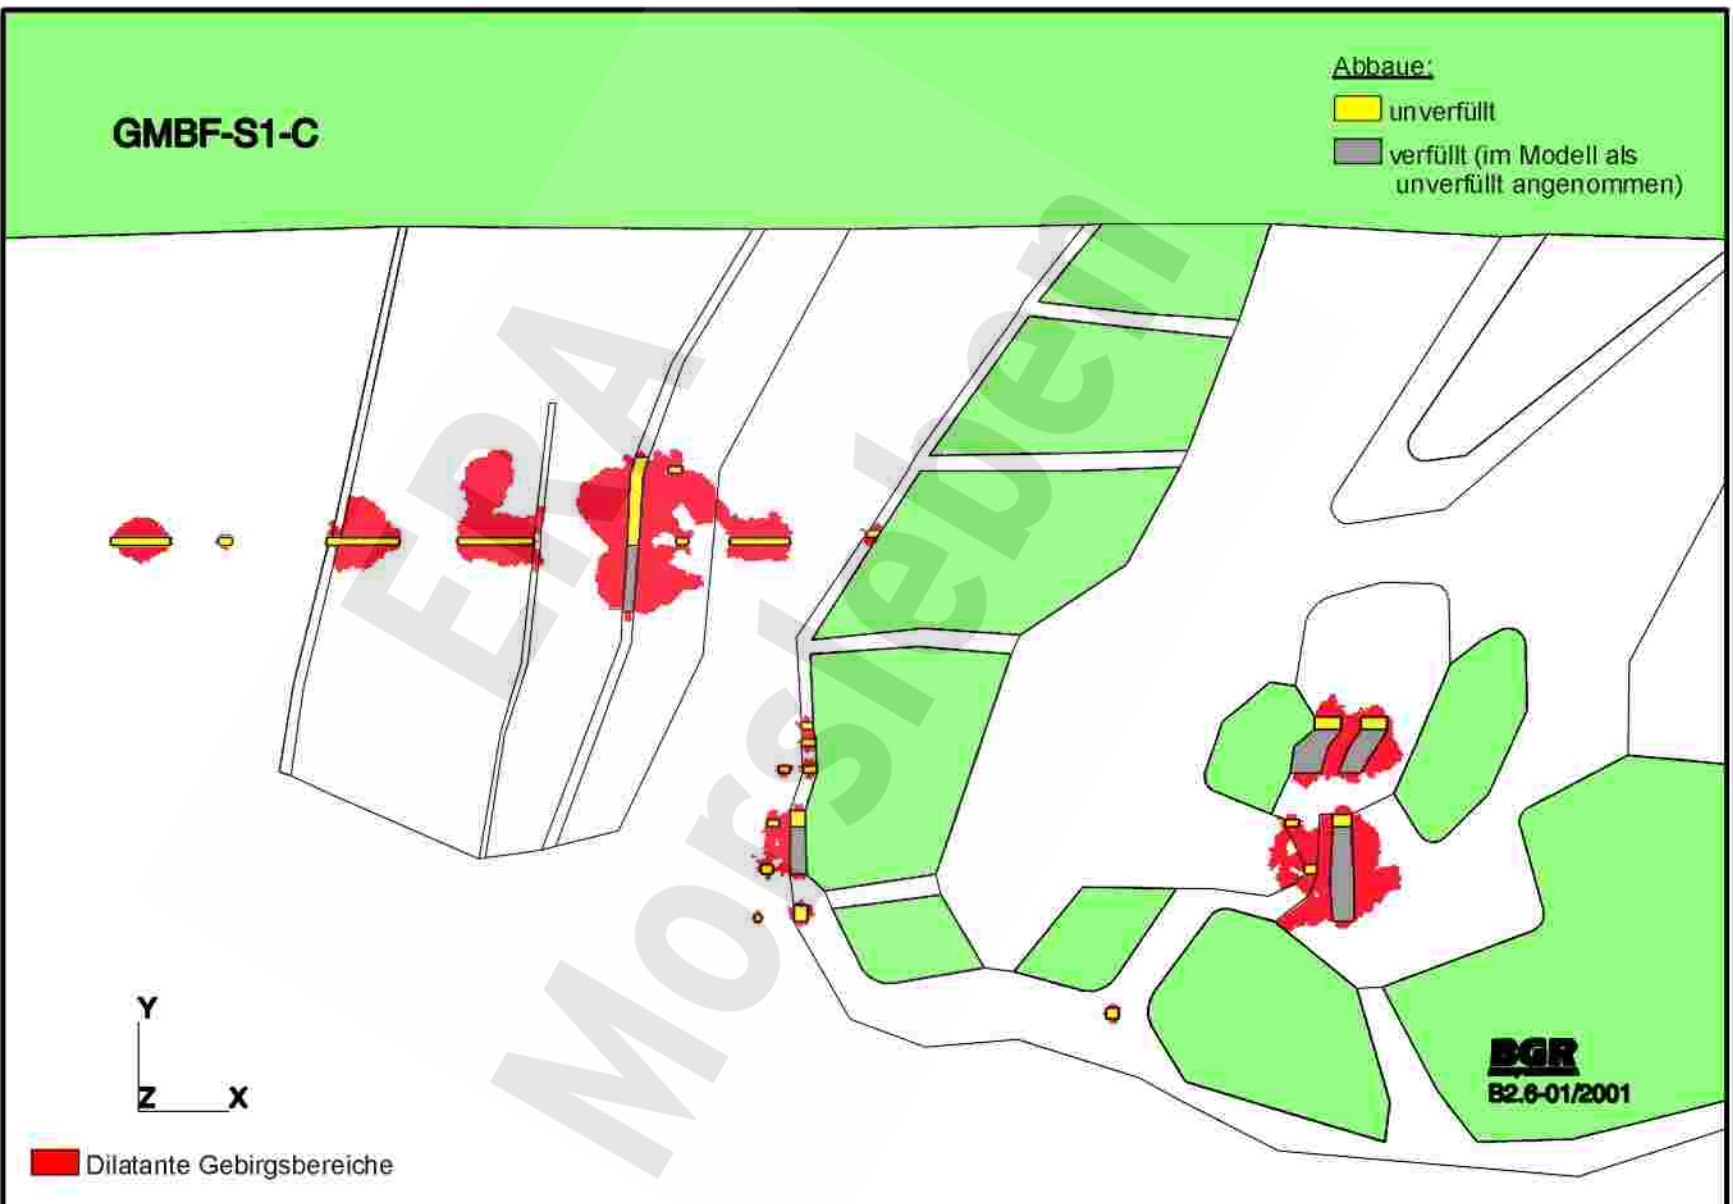 GMBF-S1-C
Abbaue:
unverfüllt
verfüllt (im Modell als
unverfüllt angenommen)
ERA
Morsleben
Y
Z X
BGR
B2.6-01/2001
Dilatante Gebirgsbereiche